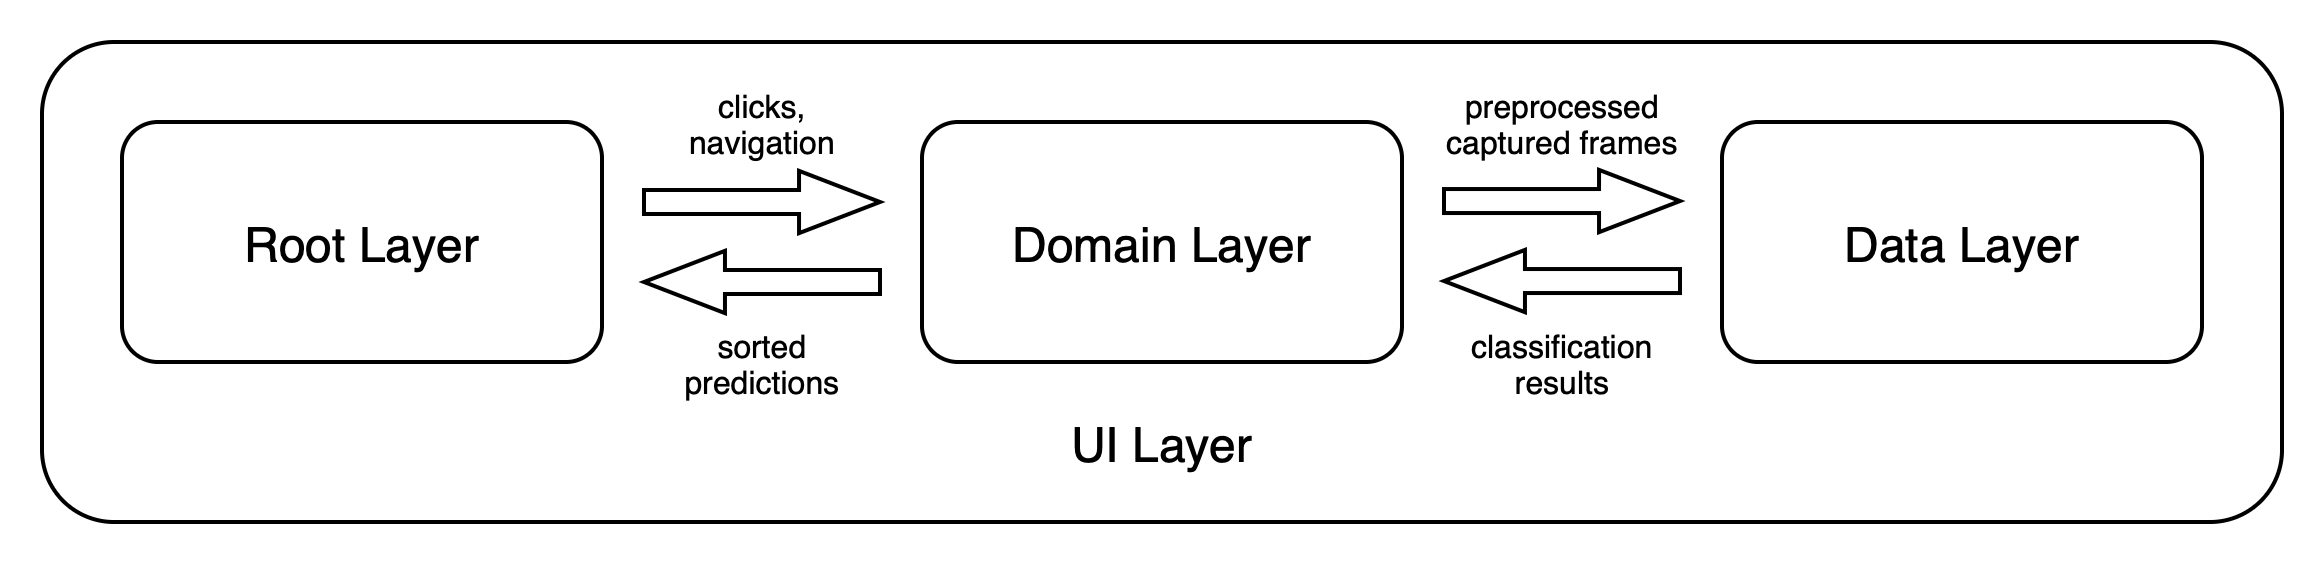 clicks,
navigation
preprocessed
captured frames
Root Layer
Domain Layer
Data Layer
sorted
predictions
classification
results
UI Layer